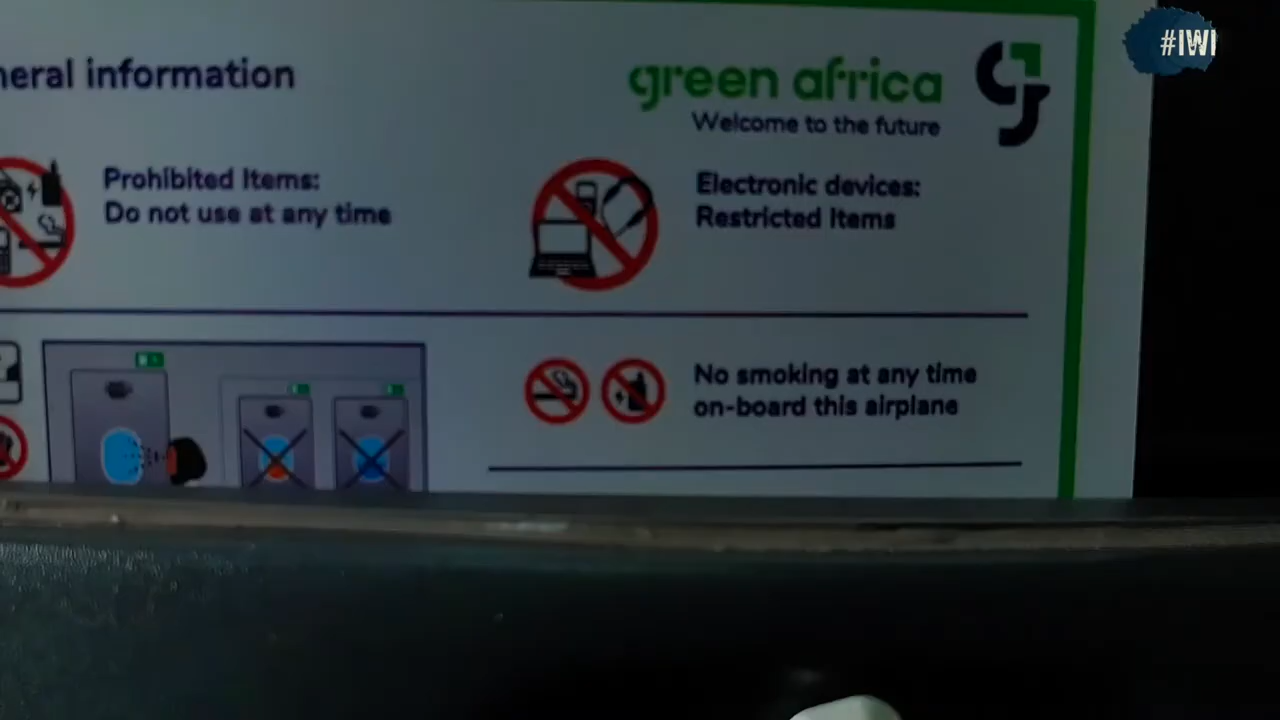 neral information
green africa
Welcome to the future
Prohibited Items:
Do not use at any time
Electronic devices:
Restricted Items
No smoking at any time
on-board this airplane
#IWI